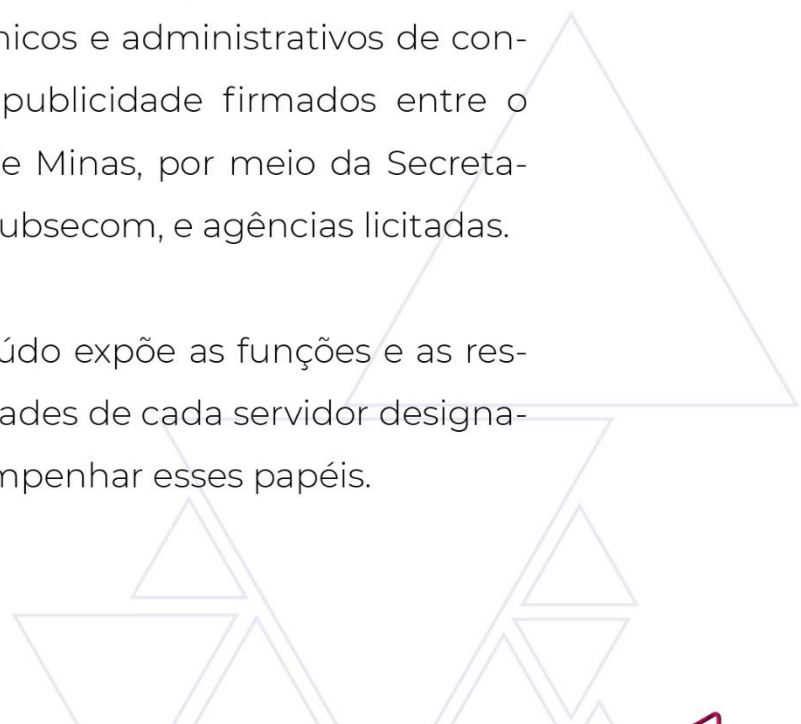 nicos e administrativos de con-
publicidade firmados entre o
e Minas, por meio da Secreta-
ubsecom, e agências licitadas.
údo expõe as funções e as res-
ades de cada servidor designa-
mpenhar esses papéis.